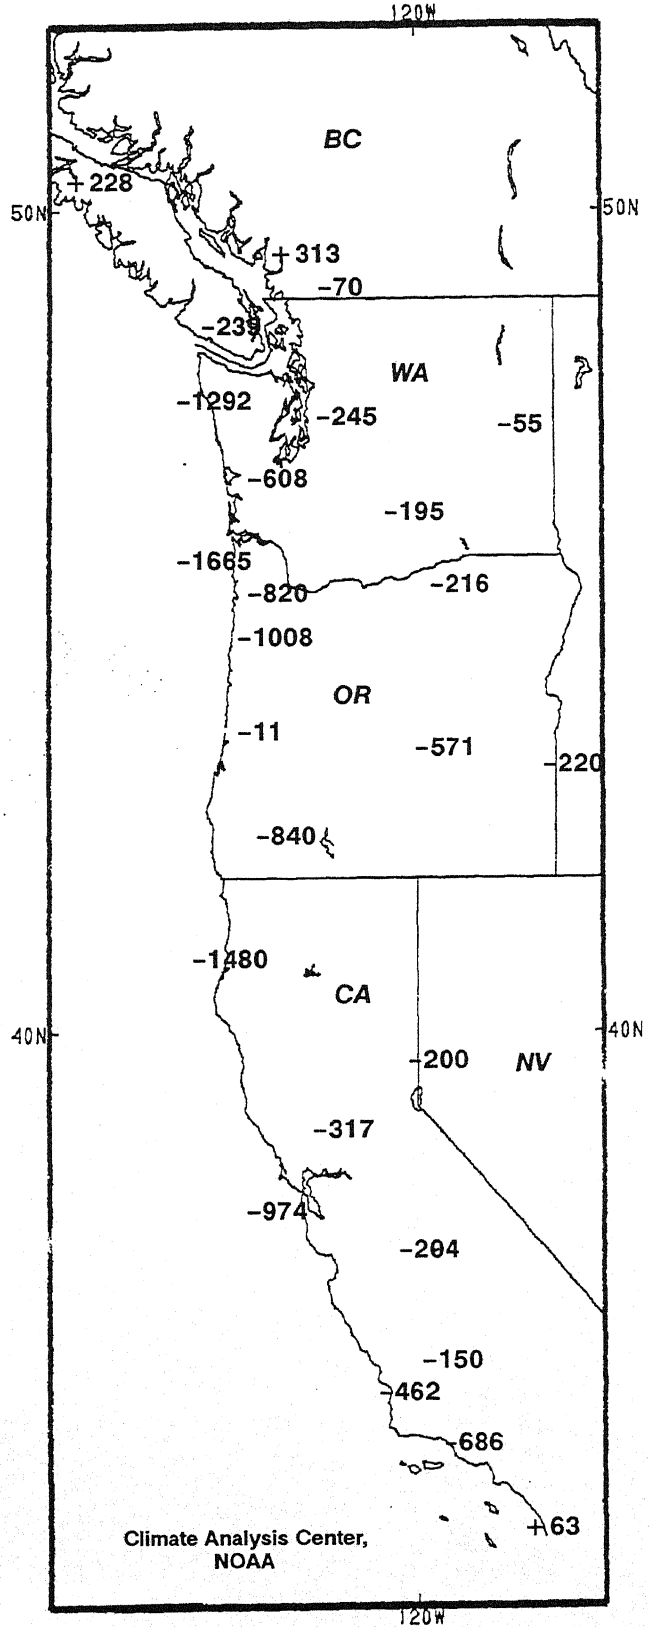 120W
BC
+228
50N
50N
+313
-70
-239
WA
-1292
-245
-55
-608
-195
-1665
-216
-820
-1008
OR
-11
-571
-220
-840
-1480
CA
40N
40N
-200
NV
-317
-974
-204
-150
-462
-686
+63
Climate Analysis Center,
NOAA
120W